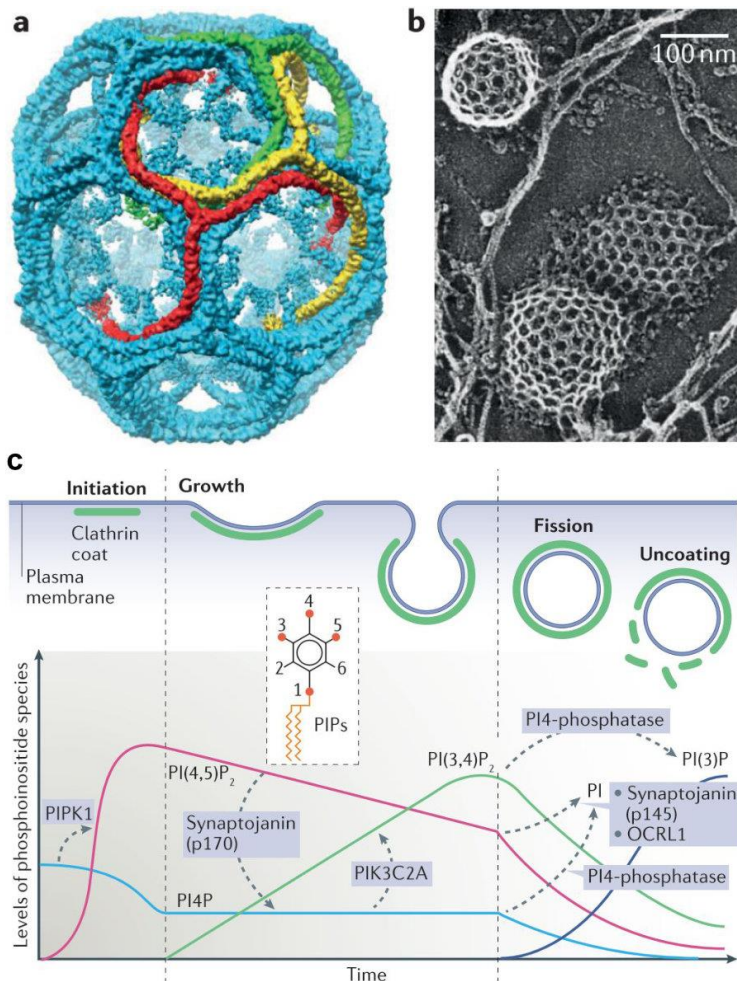 a
b
100 nm
c
Initiation
Growth
Clathrin
coat
Plasma
membrane
Fission
Uncoating
4
3
5
2
6
1
PIPs
Levels of phosphoinositide species
PI(4,5)P2
PI(3,4)P2
PI4-phosphatase
PI(3)P
PIPK1
Synaptojanin
(p170)
PIK3C2A
PI
• Synaptojanin
(p145)
• OCRL1
PI4-phosphatase
PI4P
Time